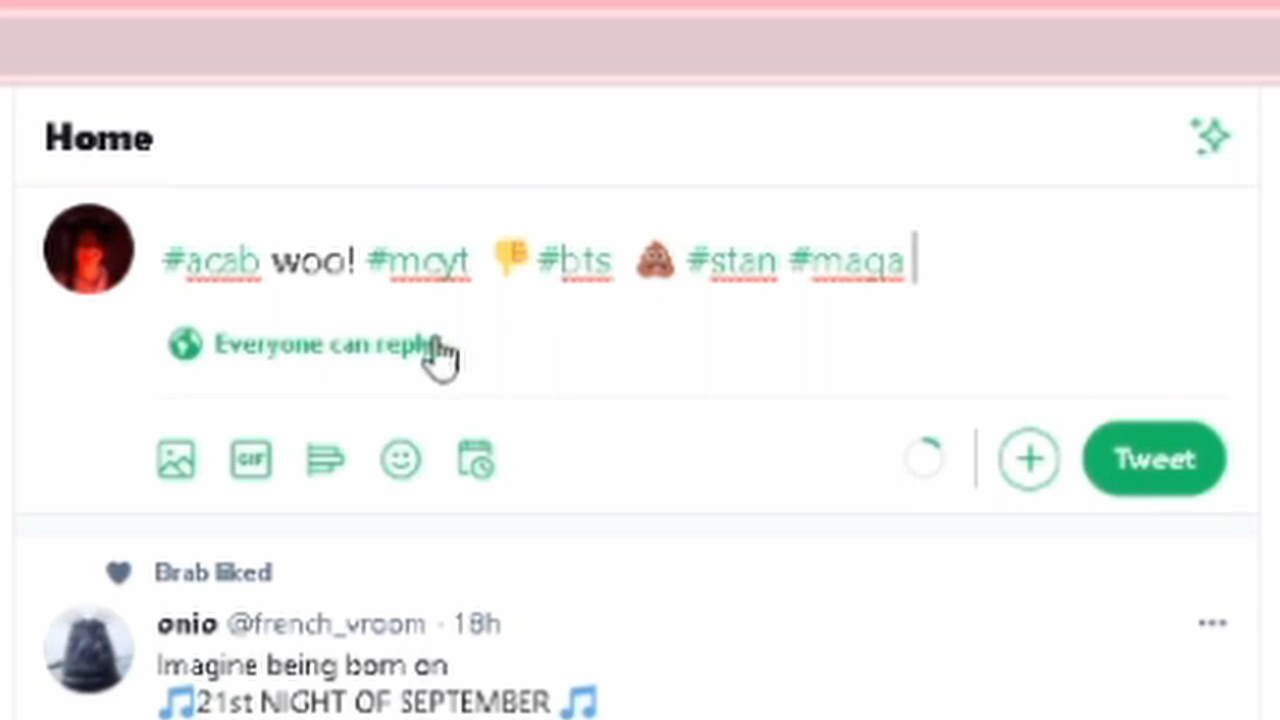 Home
#acab woo! #mcyt 👎 #bts 💩 #stan #maga
Everyone can reply
GIF
Tweet
Brab liked
onio @french_vroom · 18h
Imagine being born on
🎵21st NIGHT OF SEPTEMBER 🎵